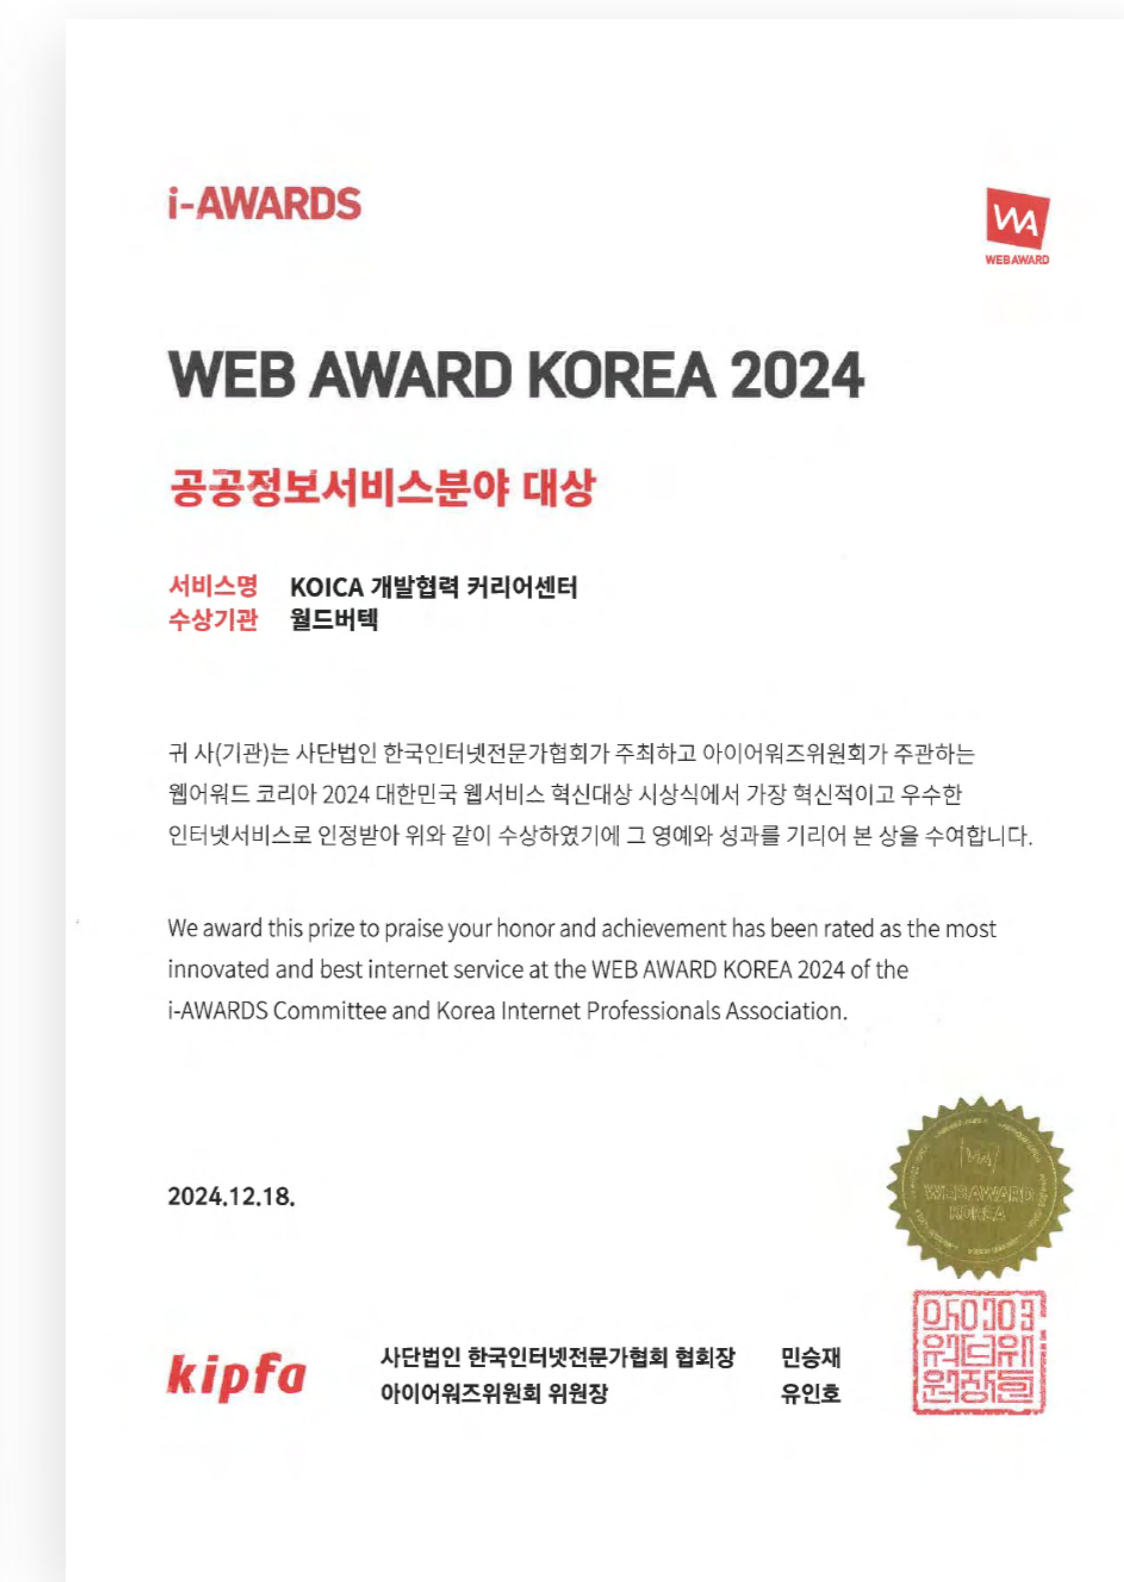 i-AWARDS
WA
WEB AWARD
WEB AWARD KOREA 2024
공공정보서비스분야 대상
서비스명 KOICA 개발협력 커리어센터
수상기관 월드버텍
귀 사(기관)는 사단법인 한국인터넷전문가협회가 주최하고 아이어워즈위원회가 주관하는
웹어워드 코리아 2024 대한민국 웹서비스 혁신대상 시상식에서 가장 혁신적이고 우수한
인터넷서비스로 인정받아 위와 같이 수상하였기에 그 영예와 성과를 기리어 본 상을 수여합니다.
We award this prize to praise your honor and achievement has been rated as the most
innovated and best internet service at the WEB AWARD KOREA 2024 of the
i-AWARDS Committee and Korea Internet Professionals Association.
2024.12.18.
WA
WEB AWARD
KOREA
kipfa
사단법인 한국인터넷전문가협회 협회장 민승재
아이어워즈위원회 위원장 유인호